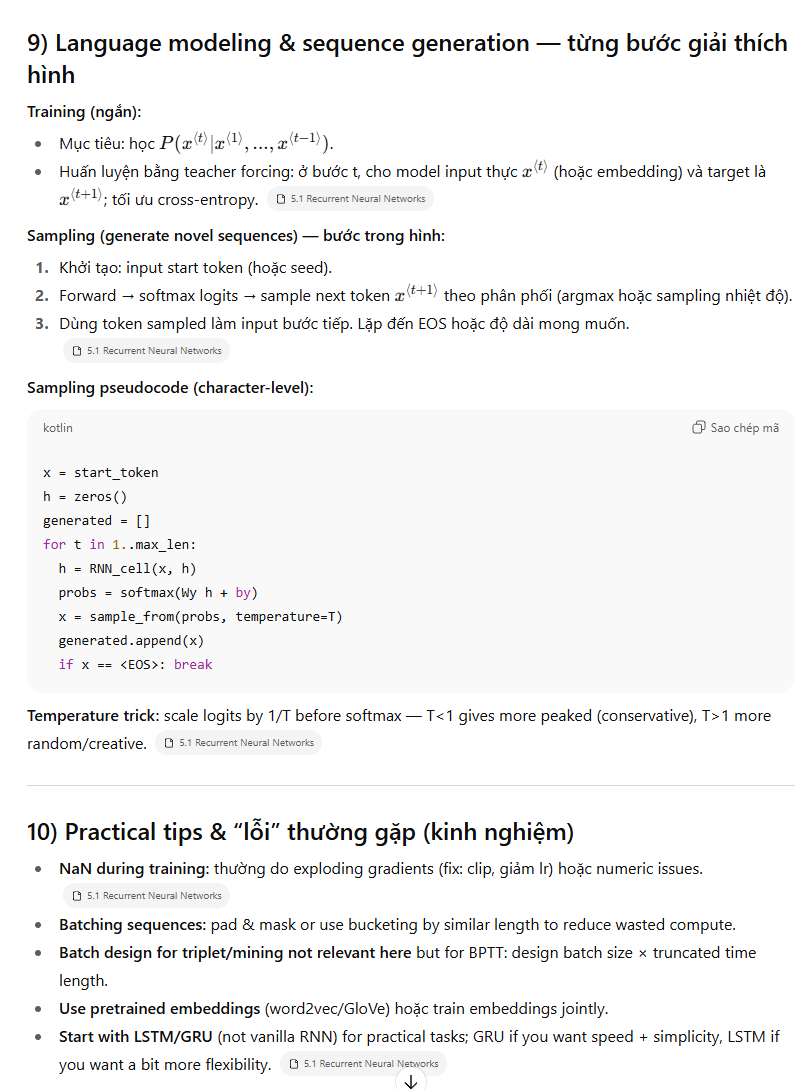 9) Language modeling & sequence generation — từng bước giải thích
hình
Training (ngắn):
• Mục tiêu: học P(x⟨t⟩|x⟨1⟩, ..., x⟨t−1⟩).
• Huấn luyện bằng teacher forcing: ở bước t, cho model input thực x⟨t⟩ (hoặc embedding) và target là
x⟨t+1⟩; tối ưu cross-entropy. 5.1 Recurrent Neural Networks
Sampling (generate novel sequences) — bước trong hình:
1. Khởi tạo: input start token (hoặc seed).
2. Forward → softmax logits → sample next token x⟨t+1⟩ theo phân phối (argmax hoặc sampling nhiệt độ).
3. Dùng token sampled làm input bước tiếp. Lặp đến EOS hoặc độ dài mong muốn.
5.1 Recurrent Neural Networks
Sampling pseudocode (character-level):
kotlin Sao chép mã
x = start_token
h = zeros()
generated = []
for t in 1..max_len:
  h = RNN_cell(x, h)
  probs = softmax(Wy h + by)
  x = sample_from(probs, temperature=T)
  generated.append(x)
  if x == <EOS>: break
Temperature trick: scale logits by 1/T before softmax — T<1 gives more peaked (conservative), T>1 more
random/creative. 5.1 Recurrent Neural Networks
10) Practical tips & “lỗi” thường gặp (kinh nghiệm)
• NaN during training: thường do exploding gradients (fix: clip, giảm lr) hoặc numeric issues.
5.1 Recurrent Neural Networks
• Batching sequences: pad & mask or use bucketing by similar length to reduce wasted compute.
• Batch design for triplet/mining not relevant here but for BPTT: design batch size × truncated time
length.
• Use pretrained embeddings (word2vec/GloVe) hoặc train embeddings jointly.
• Start with LSTM/GRU (not vanilla RNN) for practical tasks; GRU if you want speed + simplicity, LSTM if
you want a bit more flexibility. 5.1 Recurrent Neural Networks